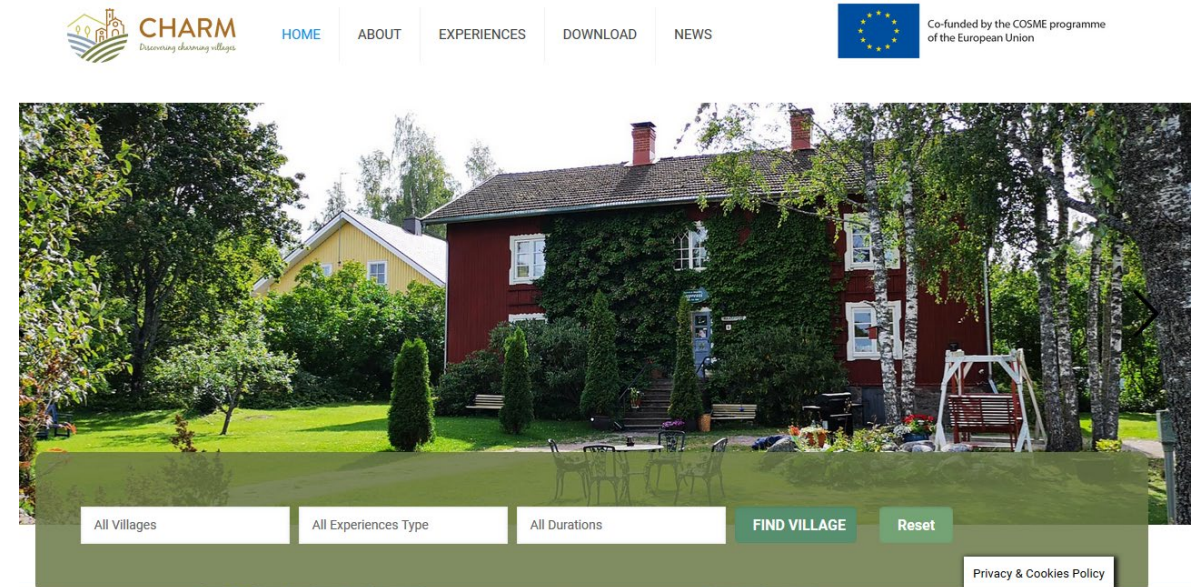 CHARM
Discovering charming villages
HOME
ABOUT
EXPERIENCES
DOWNLOAD
NEWS
Co-funded by the COSME programme
of the European Union
All Villages
All Experiences Type
All Durations
FIND VILLAGE
Reset
Privacy & Cookies Policy